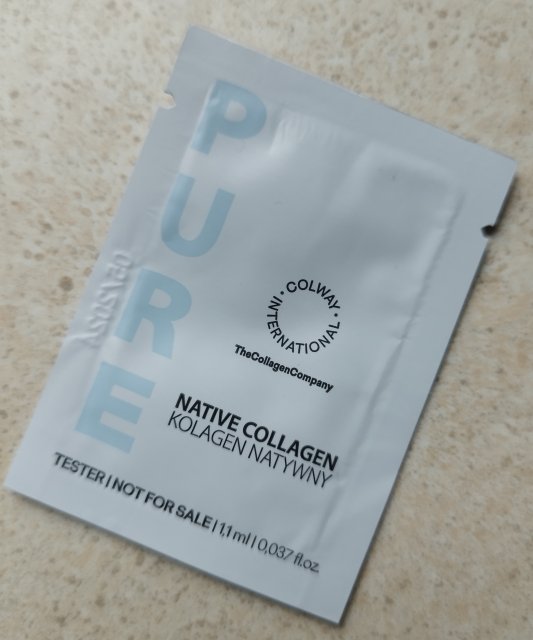 PURE
COLWAY • INTERNATIONAL •
TheCollagenCompany
NATIVE COLLAGEN
KOLAGEN NATYWNY
TESTER | NOT FOR SALE | 1,1 ml | 0,037 fl.oz.